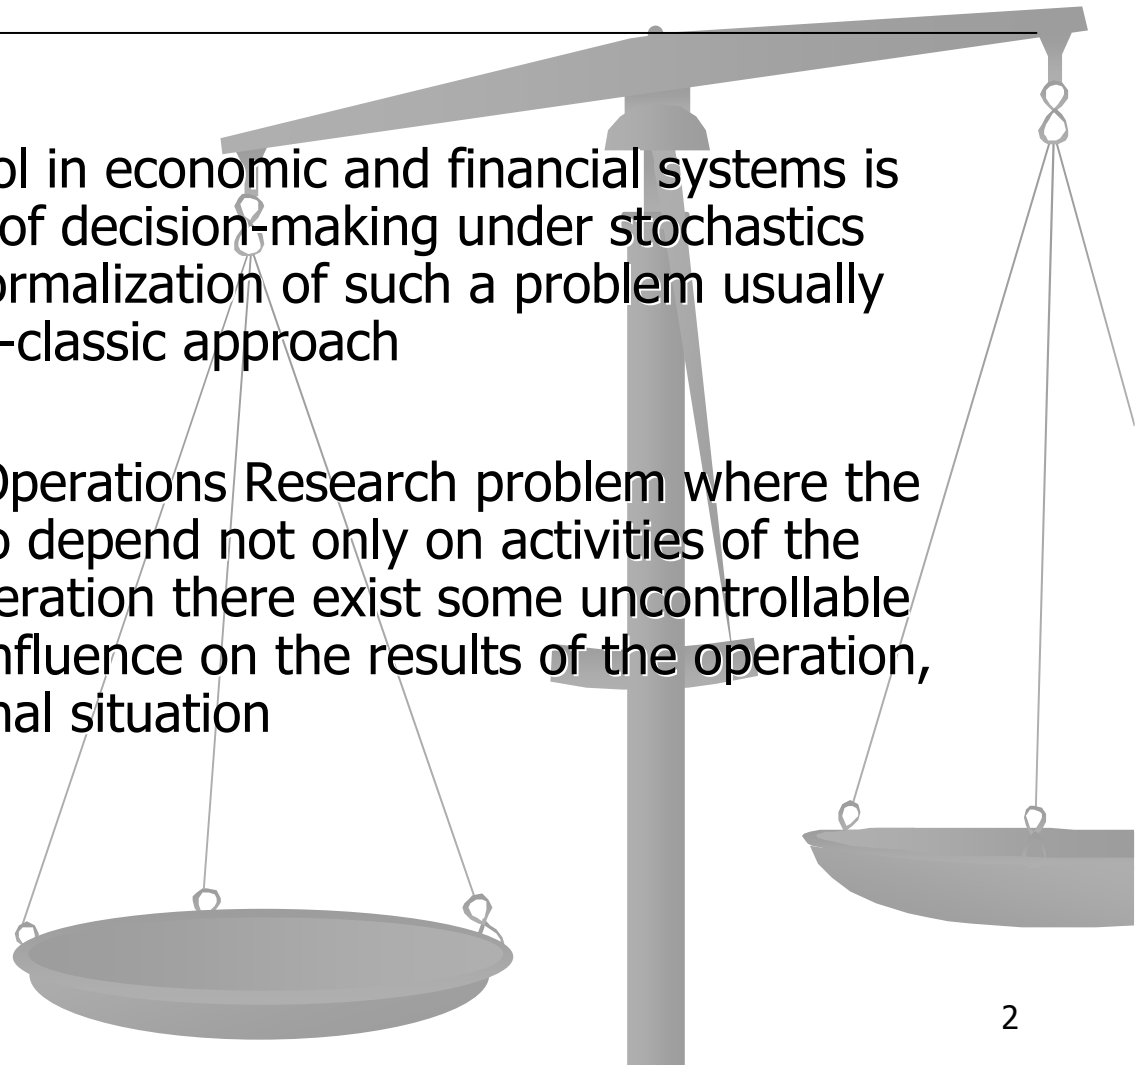 ol in economic and financial systems is
of decision-making under stochastics
ormalization of such a problem usually
-classic approach
Operations Research problem where the
o depend not only on activities of the
eration there exist some uncontrollable
nfluence on the results of the operation,
nal situation
2